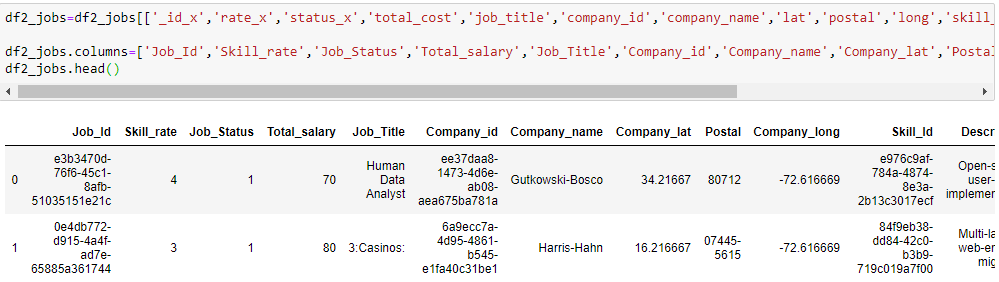 df2_jobs=df2_jobs[['_id_x','rate_x','status_x','total_cost','job_title','company_id','company_name','lat','postal','long','skill_
df2_jobs.columns=['Job_Id','Skill_rate','Job_Status','Total_salary','Job_Title','Company_id','Company_name','Company_lat','Postal
df2_jobs.head()
Job_Id Skill_rate Job_Status Total_salary Job_Title Company_id Company_name Company_lat Postal Company_long Skill_Id Descr
0 e3b3470d-76f6-45c1-8afb-51035151e21c 4 1 70 Human Data Analyst ee37daa8-1473-4d6e-ab08-aea675ba781a Gutkowski-Bosco 34.21667 80712 -72.616669 e976c9af-784a-4874-8e3a-2b13c3017ecf Open-s user- implemen
1 0e4db772-d915-4a4f-ad7e-65885a361744 3 1 80 3:Casinos: 6a9ecc7a-4d95-4861-b545-e1fa40c31be1 Harris-Hahn 16.216667 07445-5615 -72.616669 84f9eb38-dd84-42c0-b3b9-719c019a7f00 Multi-la web-en mig